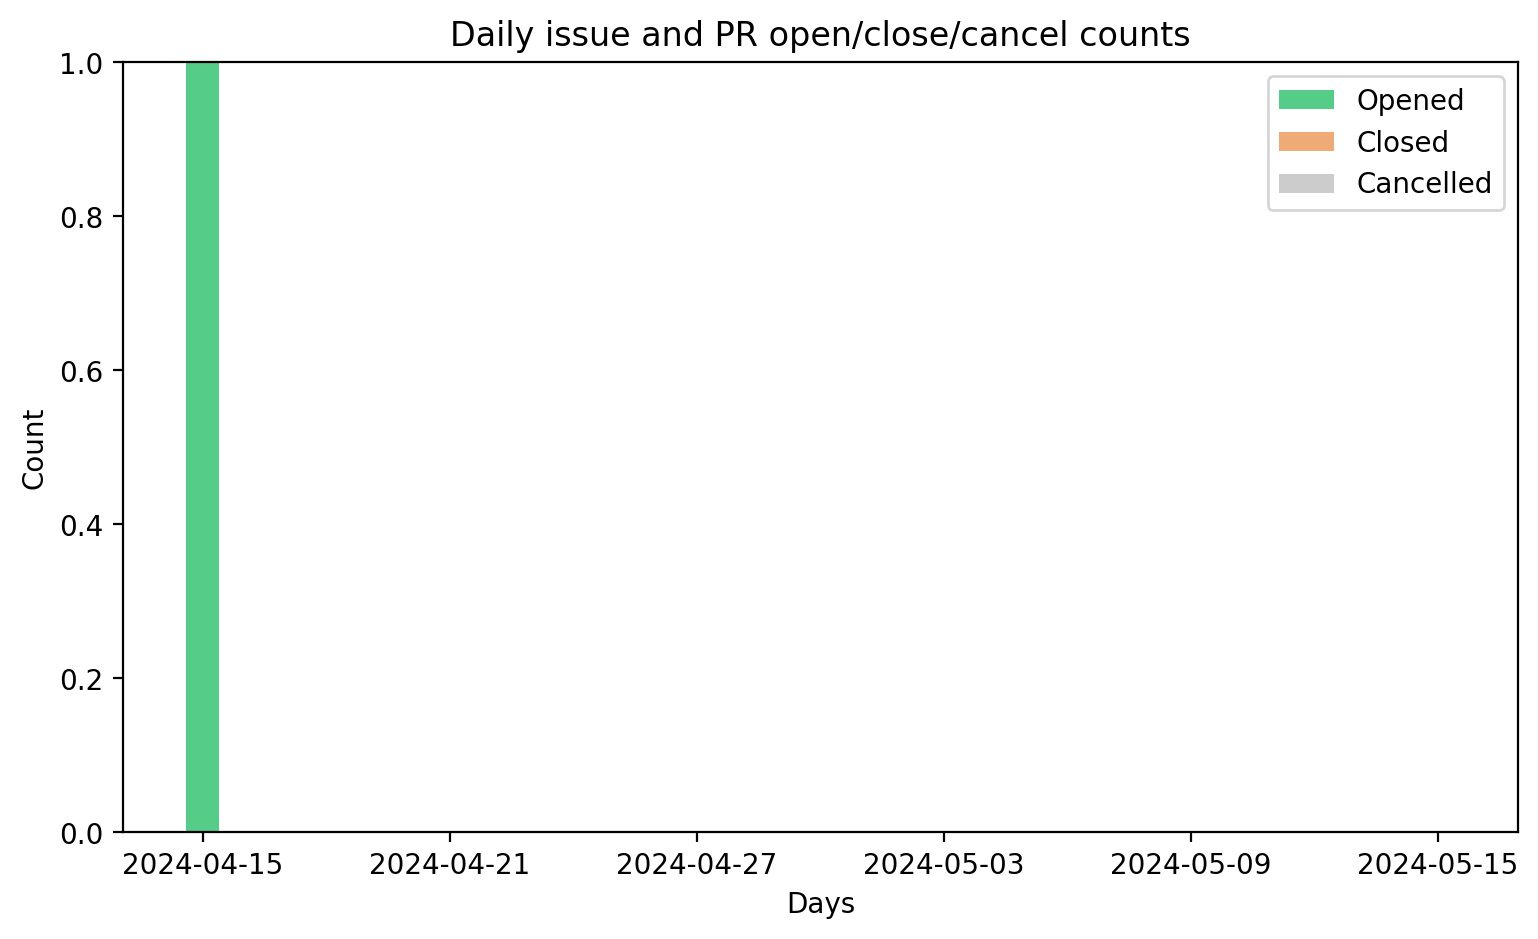 Daily issue and PR open/close/cancel counts
1.0
0.8
0.6
0.4
0.2
0.0
Count
Opened
Closed
Cancelled
2024-04-15 2024-04-21 2024-04-27 2024-05-03 2024-05-09 2024-05-15
Days